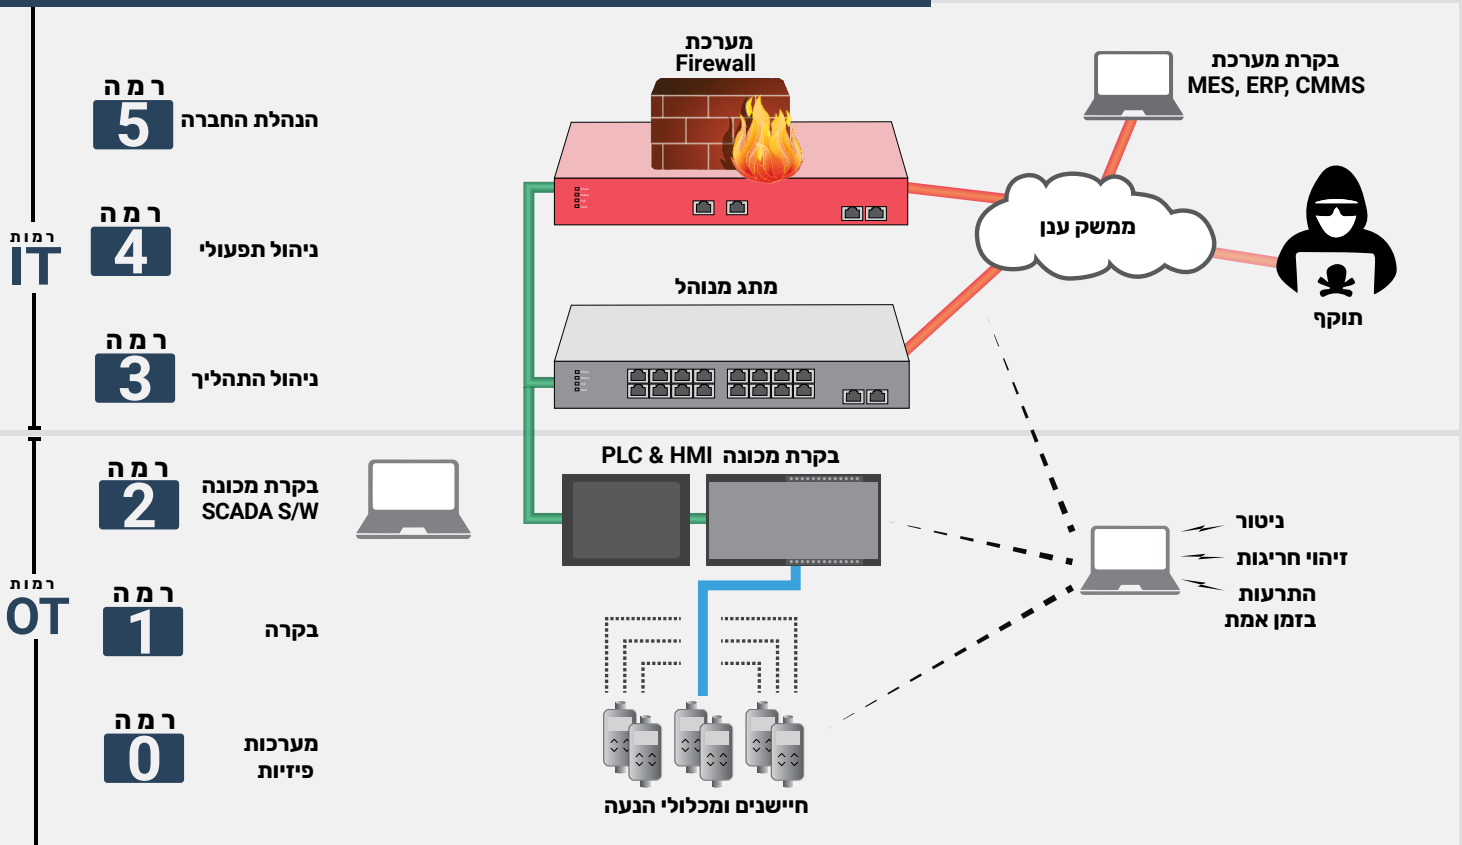 רמות
IT
רמה
5
הנהלת החברה
רמה
4
ניהול תפעולי
רמה
3
ניהול התהליך
רמות
OT
רמה
2
בקרת מכונה
SCADA S/W
רמה
1
בקרה
רמה
0
מערכות
פיזיות
מערכת
Firewall
בקרת מערכת
MES, ERP, CMMS
ממשק ענן
תוקף
מתג מנוהל
בקרת מכונה PLC & HMI
ניטור
זיהוי חריגות
התרעות
בזמן אמת
חיישנים ומכלולי הנעה